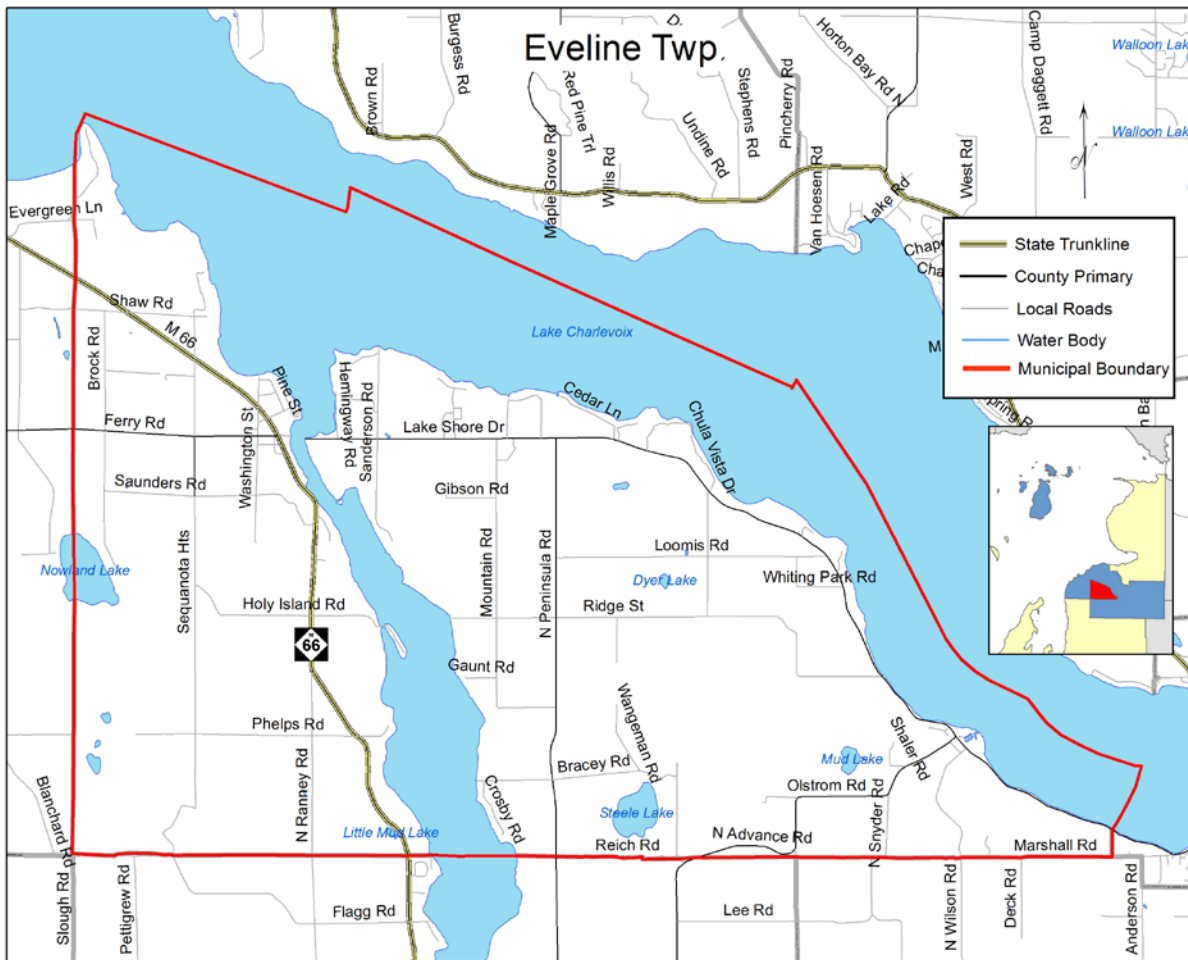 Eveline Twp.
Burgess Rd
Brown Rd
Red Pine Trl
Maple Grove Rd
Willis Rd
Undine Rd
Stephens Rd
Pincherry Rd
Horton Bay Rd N
Camp Daggett Rd
Walloon Lak
Walloon Lak
West Rd
Van Hoesen Rd
Lake Rd
N
Evergreen Ln
Shaw Rd
M 66
Brock Rd
Pine St
Hemingway Rd
Sanderson Rd
Lake Charlevoix
Cedar Ln
Chula Vista Dr
Ferry Rd
Washington St
Lake Shore Dr
Saunders Rd
Gibson Rd
Nowland Lake
Sequanota Hts
Mountain Rd
N Peninsula Rd
Loomis Rd
Dyer Lake
Whiting Park Rd
Holy Island Rd
Ridge St
M
66
Gaunt Rd
Phelps Rd
N Ranney Rd
Wangeman Rd
Bracey Rd
Shaler Rd
Mud Lake
Olstrom Rd
Steele Lake
Crosby Rd
Little Mud Lake
Reich Rd
N Advance Rd
N Snyder Rd
Marshall Rd
Blanchard Rd
Slough Rd
Pettigrew Rd
Flagg Rd
Lee Rd
N Wilson Rd
Deck Rd
Anderson Rd
State Trunkline
County Primary
Local Roads
Water Body
Municipal Boundary